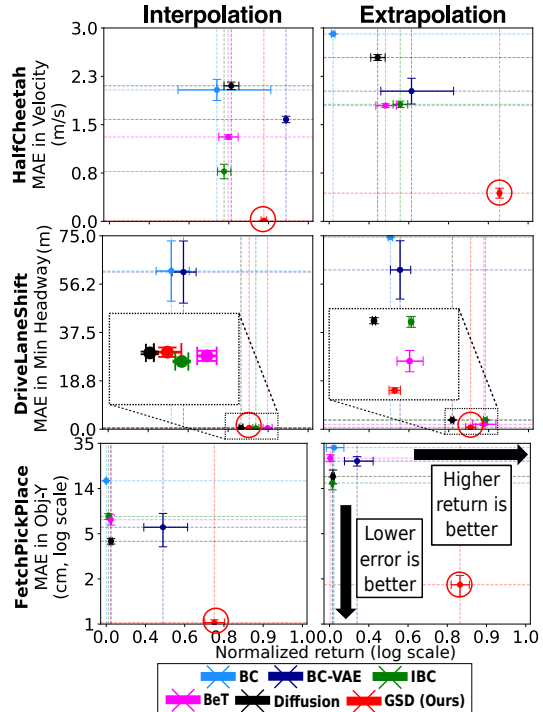 Interpolation
Extrapolation
HalfCheetah
MAE in Velocity
(m/s)
3.0
2.3
1.5
0.8
0.0
DriveLaneShift
MAE in Min Headway(m)
75.0
56.2
37.5
18.8
0.0
FetchPickPlace
MAE in Obj-Y
(cm, log scale)
35
14
5
2
1
Higher
return is
better
Lower
error is
better
0.0 0.4 0.6 0.8 0.9 1.0
0.0 0.4 0.6 0.8 0.9 1.0
Normalized return (log scale)
BC BC-VAE IBC
BeT Diffusion GSD (Ours)